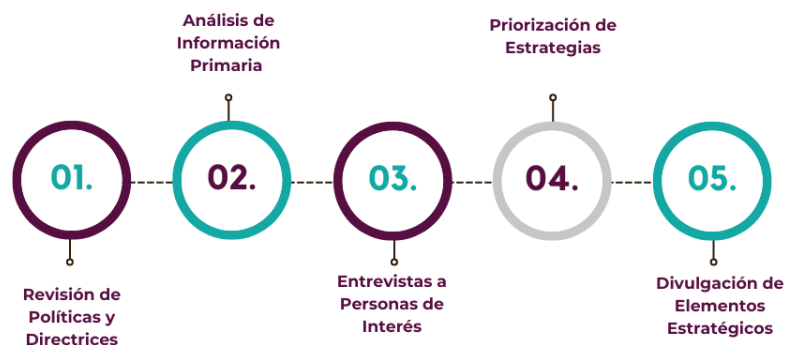 01.
Revisión de
Políticas y
Directrices
Análisis de
Información
Primaria
02.
03.
Entrevistas a
Personas de
Interés
Priorización de
Estrategias
04.
05.
Divulgación de
Elementos
Estratégicos